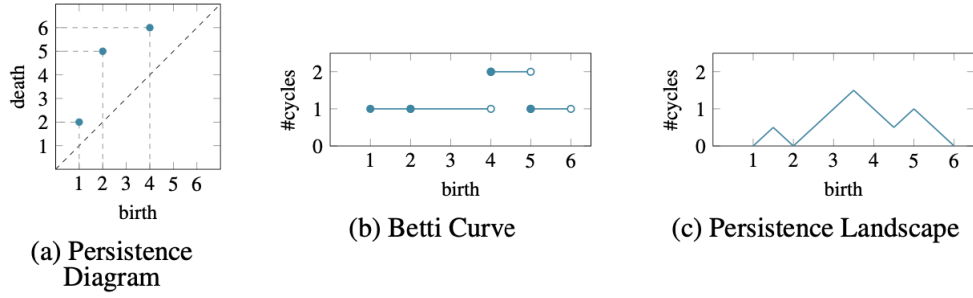 6
5
4
3
2
1
death
1 2 3 4 5 6
birth
(a) Persistence
Diagram
2
1
0
#cycles
1 2 3 4 5 6
birth
(b) Betti Curve
2
1
0
#cycles
1 2 3 4 5 6
birth
(c) Persistence Landscape